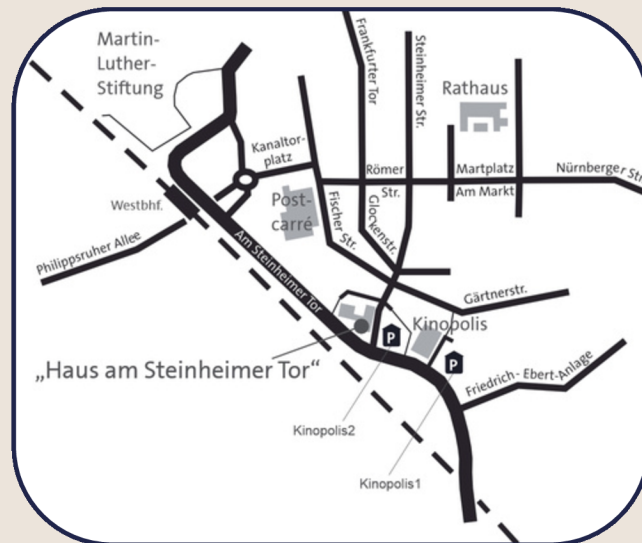 Martin-
Luther-
Stiftung
Frankfurter Tor
Steinheimer Str.
Rathaus
Kanaltor-
platz
Römer
Str.
Martplatz
Am Markt
Nürnberger Str
Westbhf.
Post-
carré
Fischer Str.
Glockenstr.
Philippsruher Allee
Am Steinheimer Tor
Gärtnerstr.
Kinopolis
P
P
„Haus am Steinheimer Tor“
Friedrich-Ebert-Anlage
Kinopolis2
Kinopolis1